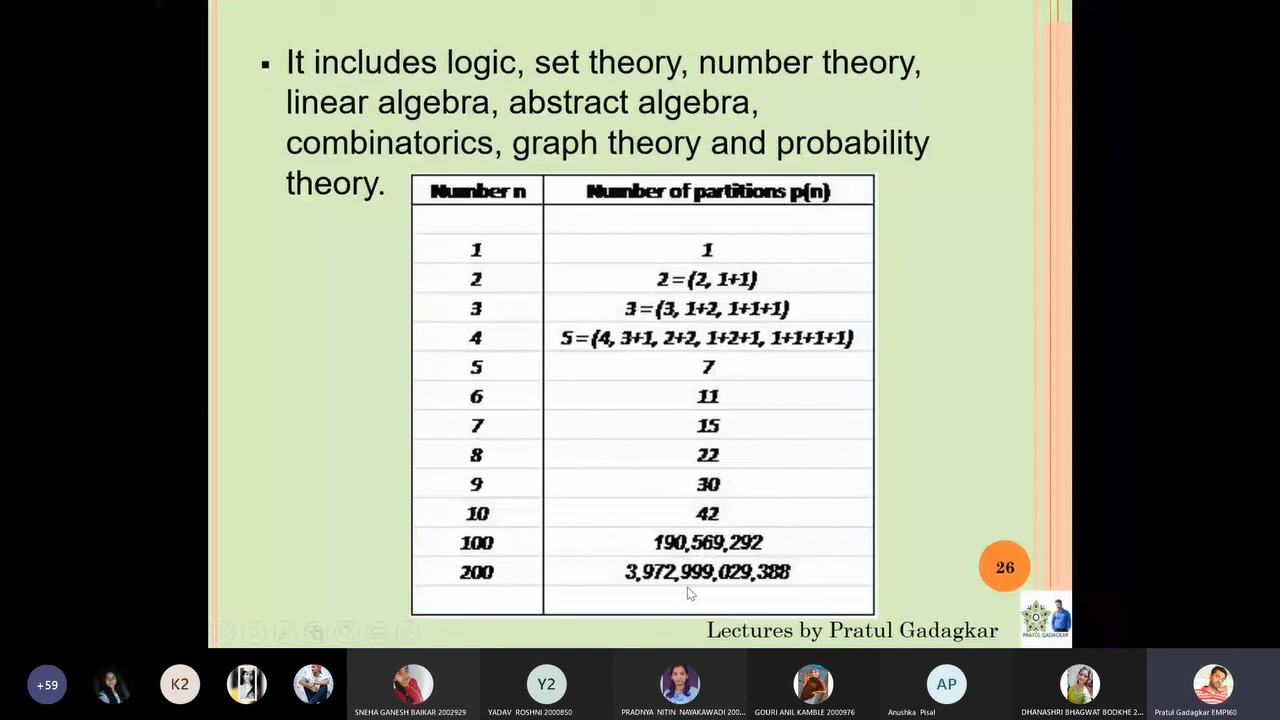 ▪ It includes logic, set theory, number theory,
linear algebra, abstract algebra,
combinatorics, graph theory and probability
theory.
Number n Number of partitions p(n)
1 1
2 2=(2, 1+1)
3 3=(3, 1+2, 1+1+1)
4 5=(4, 3+1, 2+2, 1+2+1, 1+1+1+1)
5 7
6 11
7 15
8 22
9 30
10 42
100 190,569,292
200 3,972,999,029,388
26
PRATUL GADAGKAR
Lectures by Pratul Gadagkar
+59
K2
Y2
AP
SNEHA GANESH BAIKAR 2002929
YADAV ROSHNI 2000850
PRADNYA NITIN NAYAKAWADI 200...
GOURI ANIL KAMBLE 2000976
Anushka Pisal
DHANASHRI BHAGWAT BODKHE 2...
Pratul Gadagkar EMP60